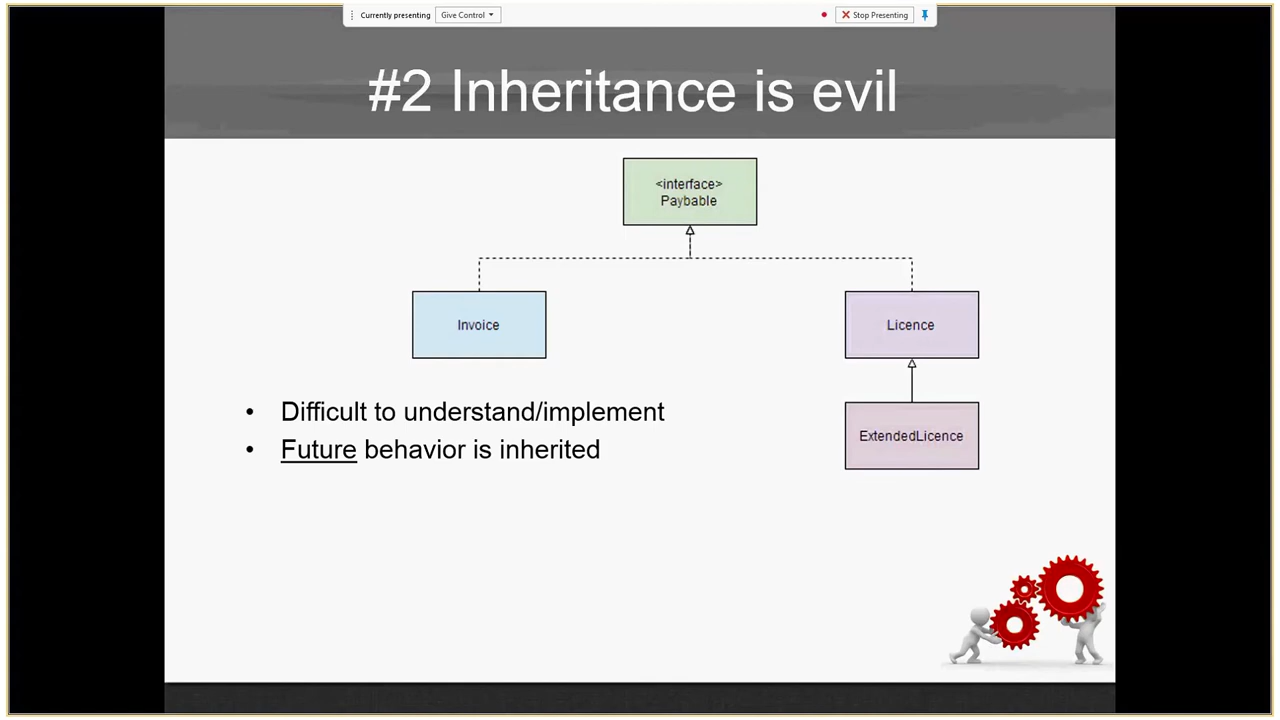 Currently presenting
Give Control
Stop Presenting
#2 Inheritance is evil
<interface>
Paybable
Invoice
Licence
• Difficult to understand/implement
ExtendedLicence
• Future behavior is inherited